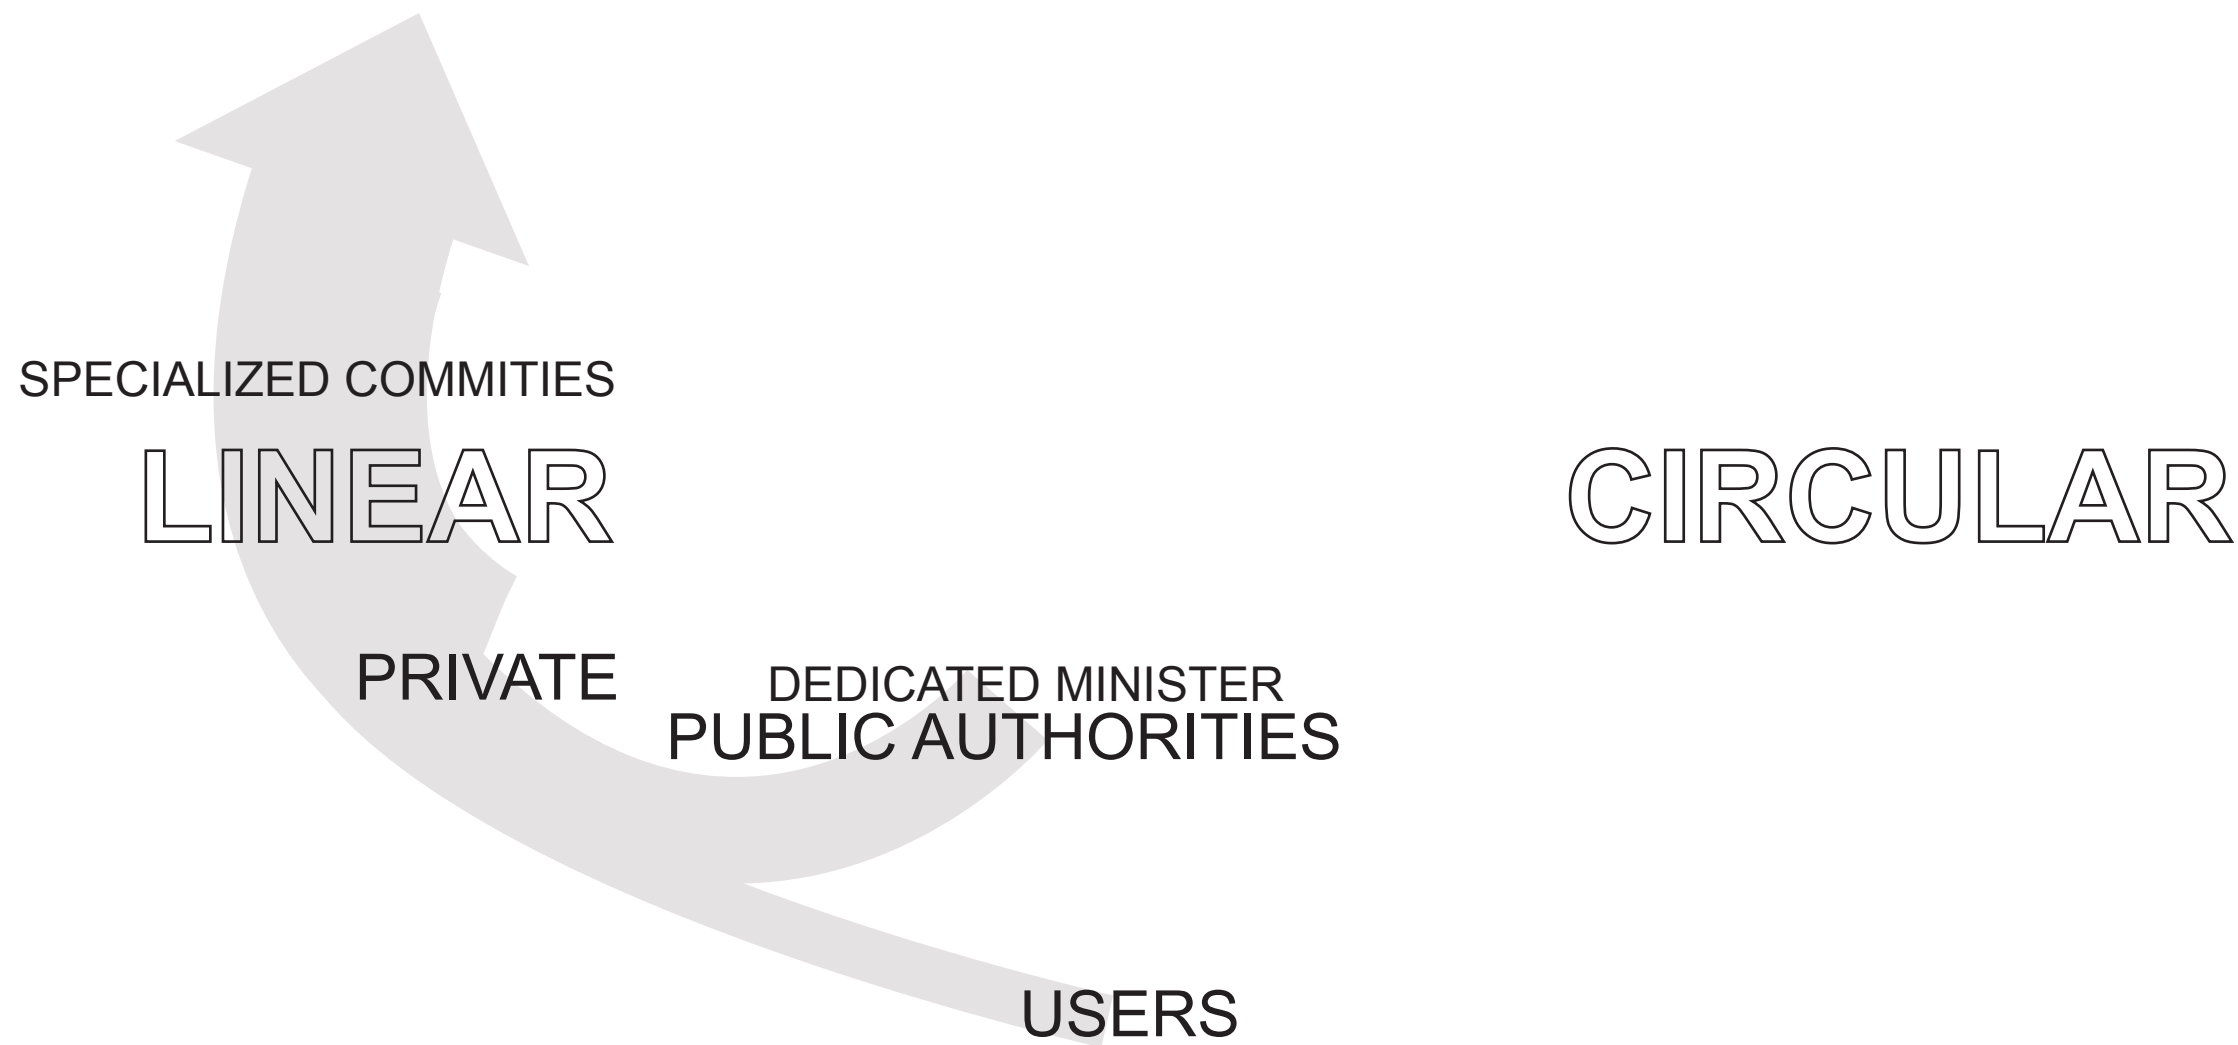 SPECIALIZED COMMITIES
LINEAR
CIRCULAR
PRIVATE
DEDICATED MINISTER
PUBLIC AUTHORITIES
USERS